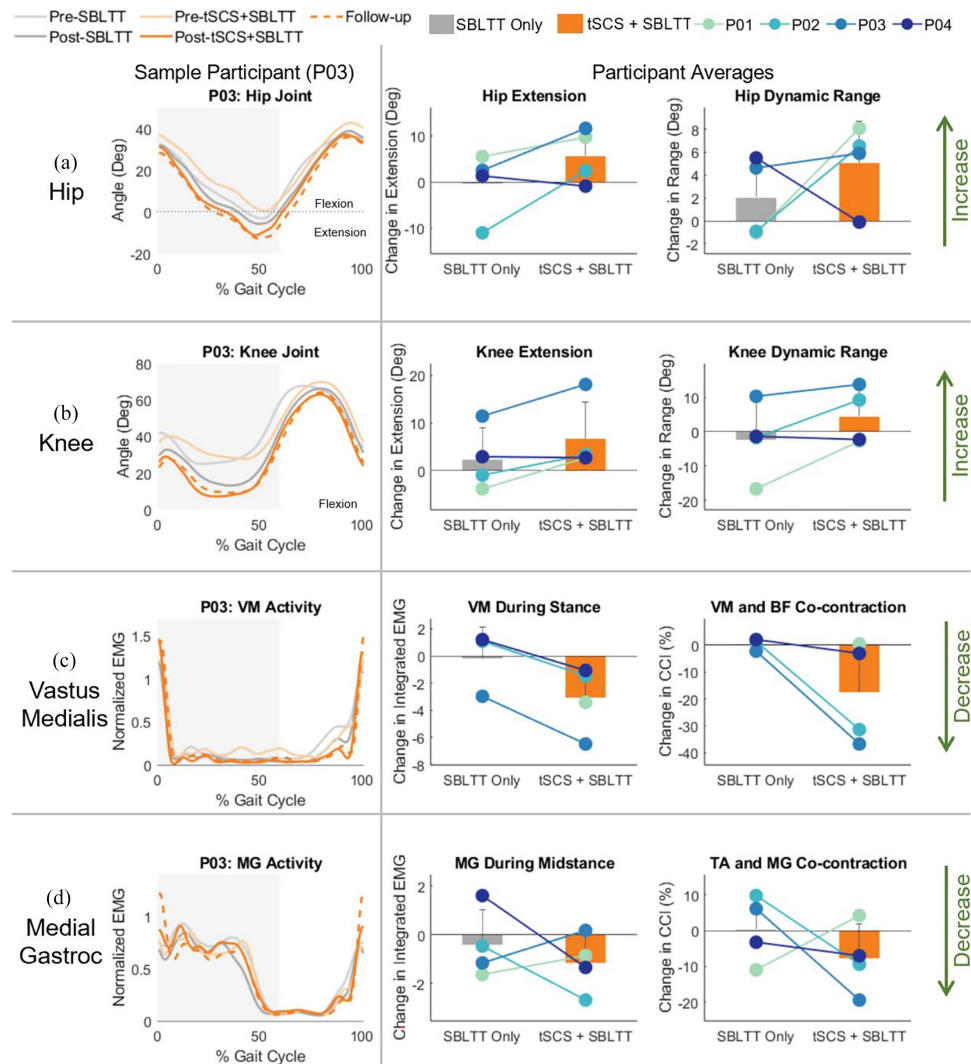 Pre-SBLTT Pre-tSCS+SBLTT Follow-up
Post-SBLTT Post-tSCS+SBLTT
SBLTT Only tSCS + SBLTT P01 P02 P03 P04
Sample Participant (P03)
Participant Averages
(a)
Hip
P03: Hip Joint
Angle (Deg)
40
20
0
-20
Flexion
Extension
0 50 100
% Gait Cycle
Hip Extension
Change in Extension (Deg)
10
0
-10
SBLTT Only tSCS + SBLTT
Hip Dynamic Range
Change in Range (Deg)
8
6
4
2
0
-2
SBLTT Only tSCS + SBLTT
Increase
(b)
Knee
P03: Knee Joint
Angle (Deg)
80
60
40
20
0
Flexion
0 50 100
% Gait Cycle
Knee Extension
Change in Extension (Deg)
20
10
0
SBLTT Only tSCS + SBLTT
Knee Dynamic Range
Change in Range (Deg)
10
0
-10
-20
SBLTT Only tSCS + SBLTT
Increase
(c)
Vastus
Medialis
P03: VM Activity
Normalized EMG
1.5
1
0.5
0
0 50 100
% Gait Cycle
VM During Stance
Change in Integrated EMG
2
0
-2
-4
-6
-8
SBLTT Only tSCS + SBLTT
VM and BF Co-contraction
Change in CCI (%)
0
-10
-20
-30
-40
SBLTT Only tSCS + SBLTT
Decrease
(d)
Medial
Gastroc
P03: MG Activity
Normalized EMG
1
0.5
0
0 50 100
% Gait Cycle
MG During Midstance
Change in Integrated EMG
2
0
-2
SBLTT Only tSCS + SBLTT
TA and MG Co-contraction
Change in CCI (%)
10
0
-10
-20
SBLTT Only tSCS + SBLTT
Decrease